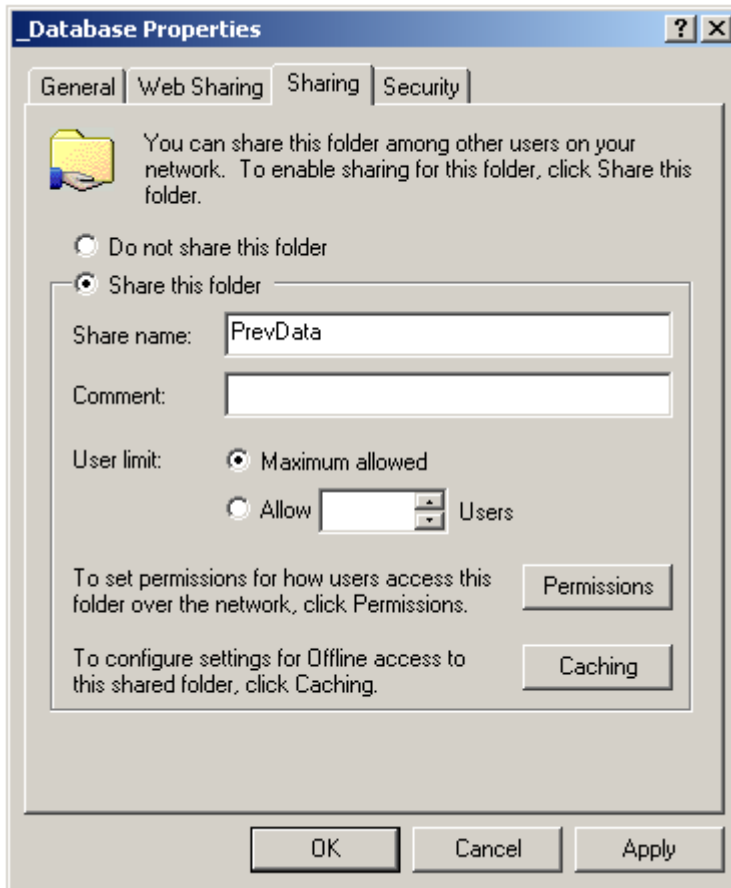 _Database Properties
General Web Sharing Sharing Security
You can share this folder among other users on your
network. To enable sharing for this folder, click Share this
folder.
Do not share this folder
Share this folder
Share name: PrevData
Comment:
User limit: Maximum allowed
Allow Users
To set permissions for how users access this
folder over the network, click Permissions.
Permissions
To configure settings for Offline access to
this shared folder, click Caching.
Caching
OK Cancel Apply